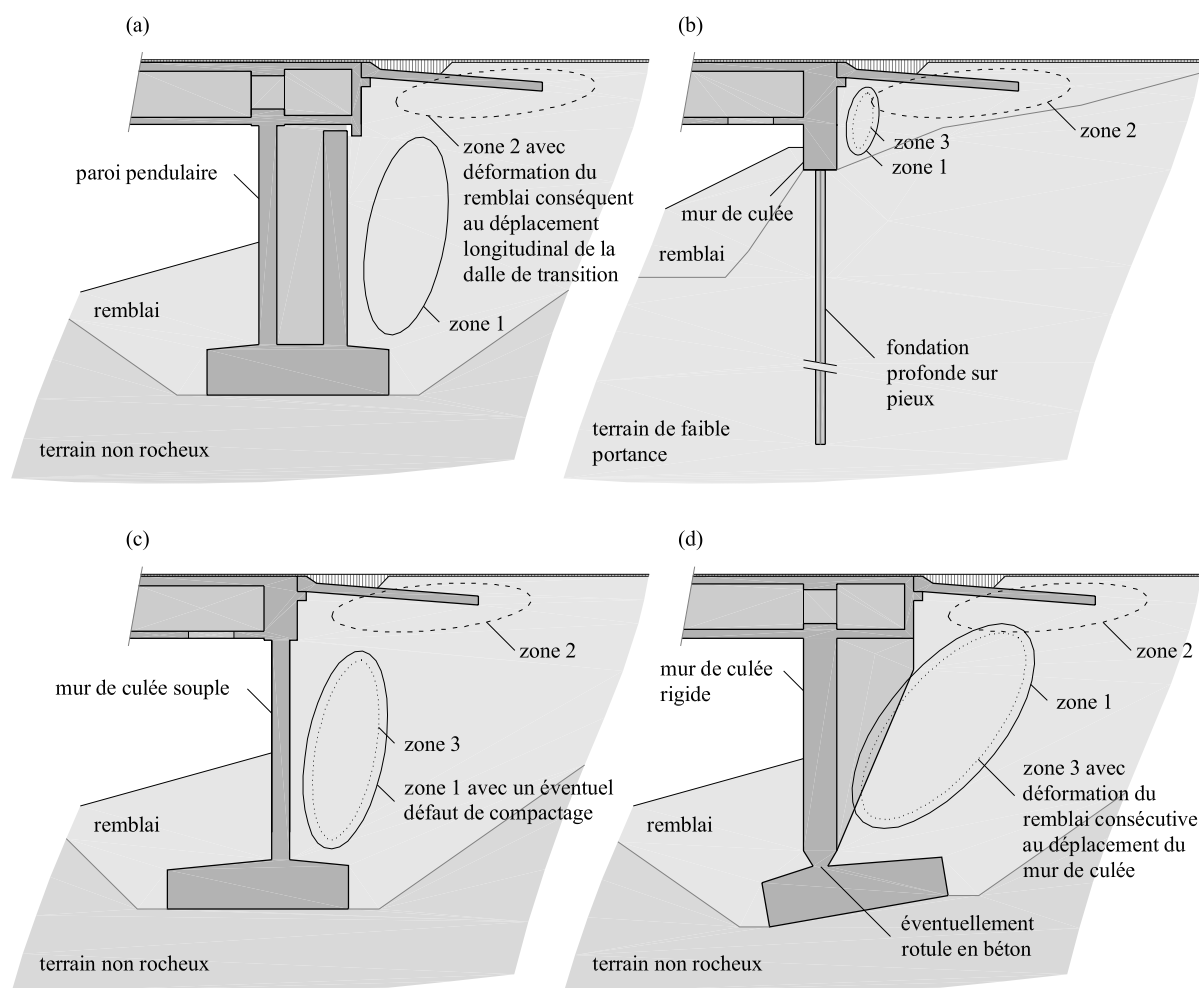 (a)
paroi pendulaire
remblai
terrain non rocheux
zone 2 avec
déformation du
remblai conséquent
au déplacement
longitudinal de la
dalle de transition
zone 1
(b)
zone 2
zone 3
zone 1
mur de culée
remblai
fondation
profonde sur
pieux
terrain de faible
portance
(c)
zone 2
mur de culée souple
zone 3
zone 1 avec un éventuel
défaut de compactage
remblai
terrain non rocheux
(d)
zone 2
mur de culée
rigide
zone 1
zone 3 avec
déformation du
remblai consécutive
au déplacement du
mur de culée
remblai
éventuellement
rotule en béton
terrain non rocheux